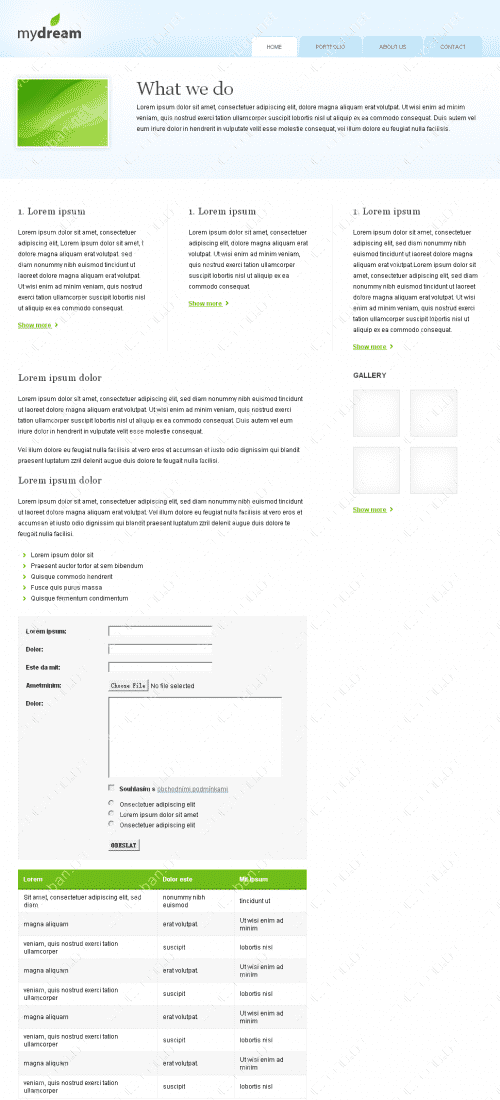 mydream
HOME
PORTFOLIO
ABOUT US
CONTACT
What we do
Lorem ipsum dolor sit amet, consectetuer adipiscing elit, dolore magna aliquam erat volutpat. Ut wisi enim ad minim
veniam, quis nostrud exerci tation ullamcorper suscipit lobortis nisl ut aliquip ex ea commodo consequat. Duis autem vel
eum iriure dolor in hendrerit in vulputate velit esse molestie consequat, vel illum dolore eu feugiat nulla facilisis.
1. Lorem ipsum
Lorem ipsum dolor sit amet, consectetuer
adipiscing elit, Lorem ipsum dolor sit amet,
dolore magna aliquam erat volutpat. sed
diam nonummy nibh euismod tincidunt ut
laoreet dolore magna aliquam erat volutpat.
Ut wisi enim ad minim veniam, quis nostrud
exerci tation ullamcorper suscipit lobortis nisl
ut aliquip ex ea commodo consequat.
Show more
1. Lorem ipsum
Lorem ipsum dolor sit amet, consectetuer
adipiscing elit, dolore magna aliquam erat
volutpat. Ut wisi enim ad minim veniam,
quis nostrud exerci tation ullamcorper
suscipit lobortis nisl ut aliquip ex ea
commodo consequat.
Show more
1. Lorem ipsum
Lorem ipsum dolor sit amet, consectetuer
adipiscing elit, sed diam nonummy nibh
euismod tincidunt ut laoreet dolore magna aliquam
erat volutpat.Lorem ipsum dolor sit
amet, consectetuer adipiscing elit, sed diam
nonummy nibh euismod tincidunt ut laoreet
dolore magna aliquam erat volutpat. Ut wisi
enim ad minim veniam, quis nostrud exerci
tation ullamcorper suscipit lobortis nisl ut
aliquip ex ea commodo consequat.
Show more
Lorem ipsum dolor
Lorem ipsum dolor sit amet, consectetuer adipiscing elit, sed diam nonummy nibh euismod tincidunt
ut laoreet dolore magna aliquam erat volutpat. Ut wisi enim ad minim veniam, quis nostrud exerci
tation ullamcorper suscipit lobortis nisl ut aliquip ex ea commodo consequat. Duis autem vel eum
iriure dolor in hendrerit in vulputate velit esse molestie consequat.
Vel illum dolore eu feugiat nulla facilisis at vero eros et accumsan et iusto odio dignissim qui blandit
praesent luptatum zzril delenit augue duis dolore te feugait nulla facilisi.
Lorem ipsum dolor
Lorem ipsum dolor sit amet, consectetuer adipiscing elit, sed diam nonummy nibh euismod tincidunt
ut laoreet dolore magna aliquam erat volutpat. Vel illum dolore eu feugiat nulla facilisis at vero eros et
accumsan et iusto odio dignissim qui blandit praesent luptatum zzril delenit augue duis dolore te
feugait nulla facilisi.
Lorem ipsum dolor sit
Praesent auctor tortor at sem bibendum
Quisque commodo hendrerit
Fusce quis purus massa
Quisque fermentum condimentum
GALLERY
Show more
Lorem ipsum:
Dolor:
Este da mit:
Ametminim:
Choose File No file selected
Dolor:
Souhlasím s obchodními podmínkami
Onsectetuer adipiscing elit
Lorem ipsum dolor sit amet
Onsectetuer adipiscing elit
ODESLAT
Lorem Dolor este Mit ipsum
Sit amet, consectetuer adipiscing elit, sed
diam
nonummy nibh
euismod
tincidunt ut
magna aliquam erat volutpat. Ut wisi enim ad
minim
veniam, quis nostrud exerci tation
ullamcorper
suscipit lobortis nisl
magna aliquam erat volutpat. Ut wisi enim ad
minim
veniam, quis nostrud exerci tation
ullamcorper
suscipit lobortis nisl
magna aliquam erat volutpat. Ut wisi enim ad
minim
veniam, quis nostrud exerci tation
ullamcorper
suscipit lobortis nisl
magna aliquam erat volutpat. Ut wisi enim ad
minim
veniam, quis nostrud exerci tation
ullamcorper
suscipit lobortis nisl